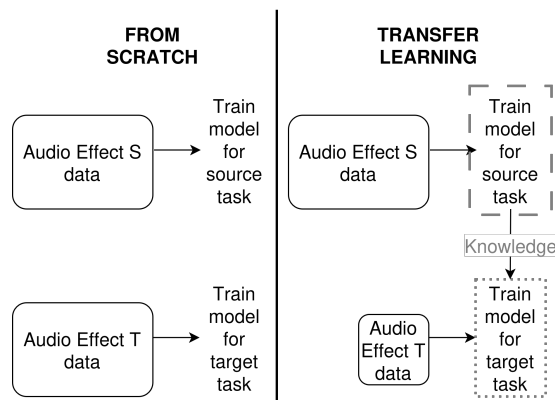 FROM
SCRATCH
Audio Effect S
data
Train
model
for
source
task
Audio Effect T
data
Train
model
for
target
task
TRANSFER
LEARNING
Audio Effect S
data
Train
model
for
source
task
Knowledge
Audio
Effect T
data
Train
model
for
target
task